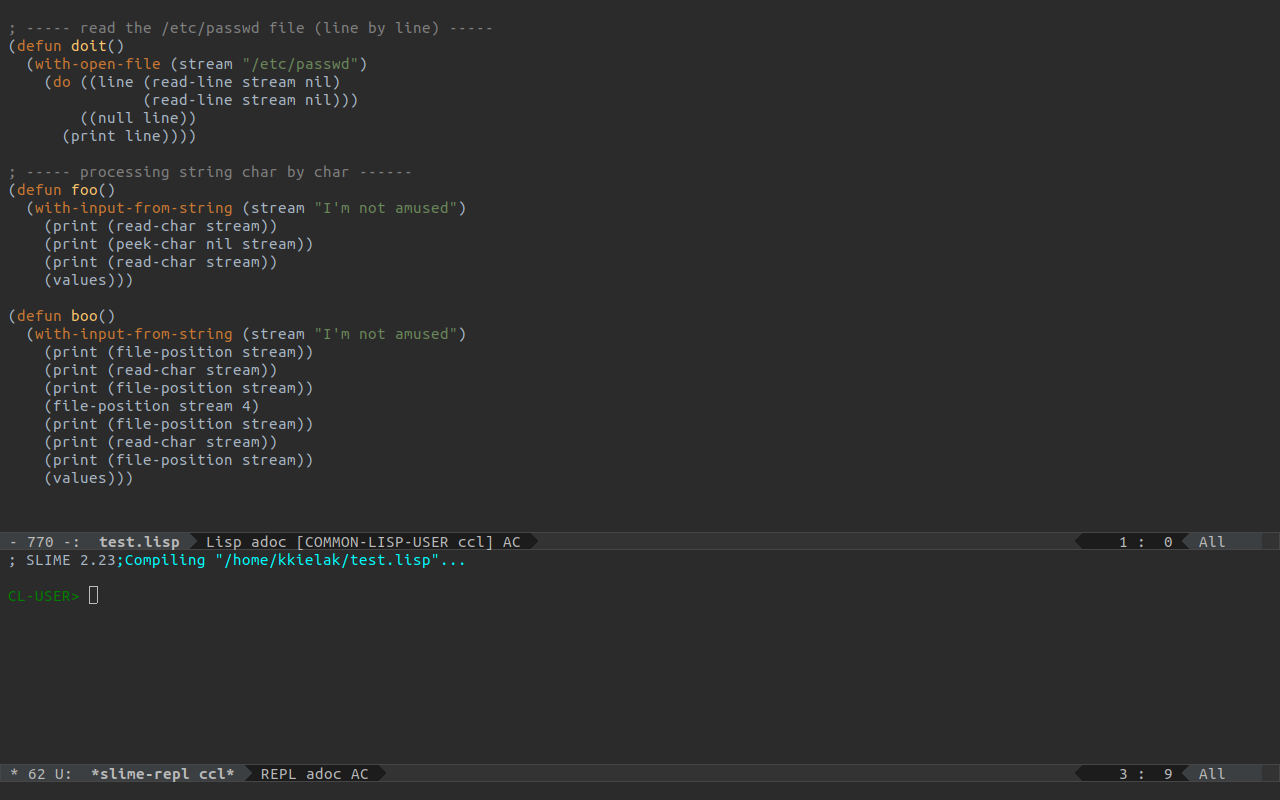 ; ----- read the /etc/passwd file (line by line) -----
(defun doit()
  (with-open-file (stream "/etc/passwd")
    (do ((line (read-line stream nil)
               (read-line stream nil)))
        ((null line))
      (print line))))
; ----- processing string char by char ------
(defun foo()
  (with-input-from-string (stream "I'm not amused")
    (print (read-char stream))
    (print (peek-char nil stream))
    (print (read-char stream))
    (values)))
(defun boo()
  (with-input-from-string (stream "I'm not amused")
    (print (file-position stream))
    (print (read-char stream))
    (print (file-position stream))
    (file-position stream 4)
    (print (file-position stream))
    (print (read-char stream))
    (print (file-position stream))
    (values)))
- 770 -:  test.lisp  Lisp adoc [COMMON-LISP-USER ccl] AC  1 :  0  All
; SLIME 2.23;Compiling "/home/kkielak/test.lisp"...
CL-USER>
* 62 U:  *slime-repl ccl*  REPL adoc AC  3 :  9  All